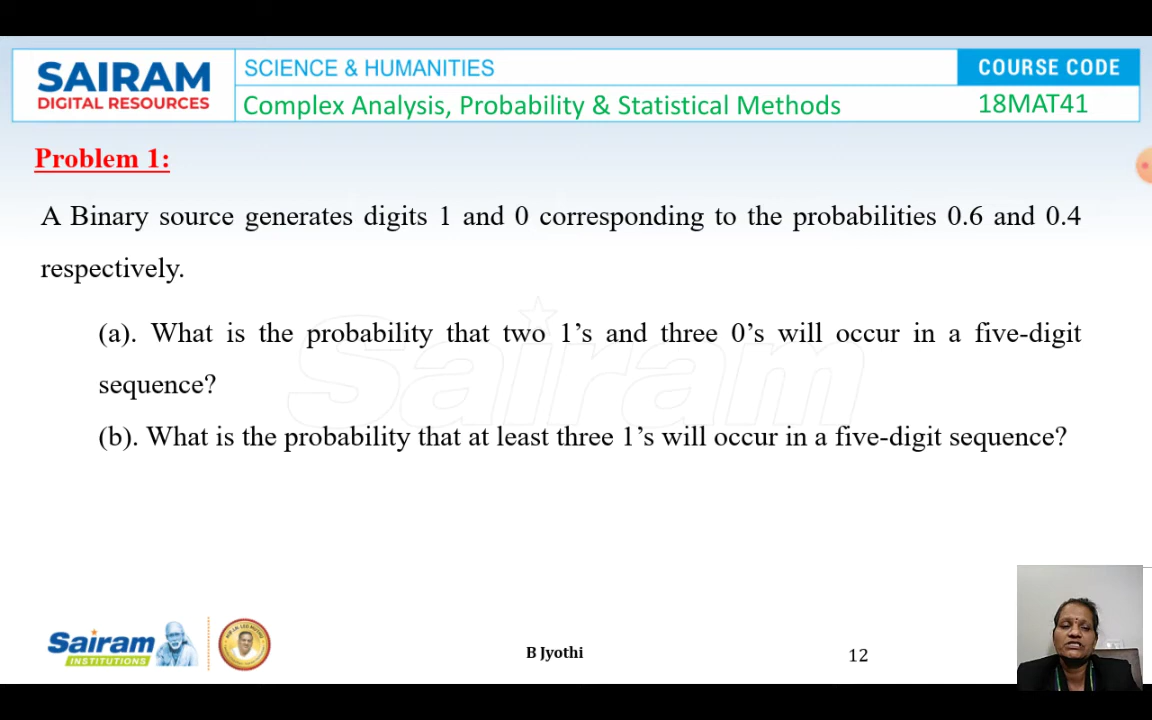 SAIRAM
DIGITAL RESOURCES
SCIENCE & HUMANITIES
COURSE CODE
Complex Analysis, Probability & Statistical Methods
18MAT41
Problem 1:
A Binary source generates digits 1 and 0 corresponding to the probabilities 0.6 and 0.4
respectively.
(a). What is the probability that two 1’s and three 0’s will occur in a five-digit
sequence?
(b). What is the probability that at least three 1’s will occur in a five-digit sequence?
Sairam
Sairam
INSTITUTIONS
B Jyothi
12